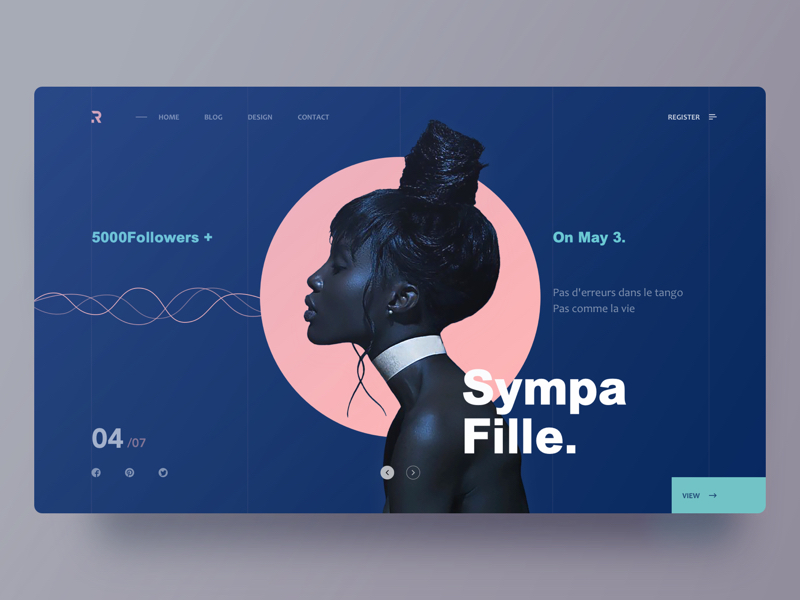 R
HOME
BLOG
DESIGN
CONTACT
REGISTER
5000Followers +
On May 3.
Pas d'erreurs dans le tango
Pas comme la vie
Sympa
Fille.
04 /07
VIEW